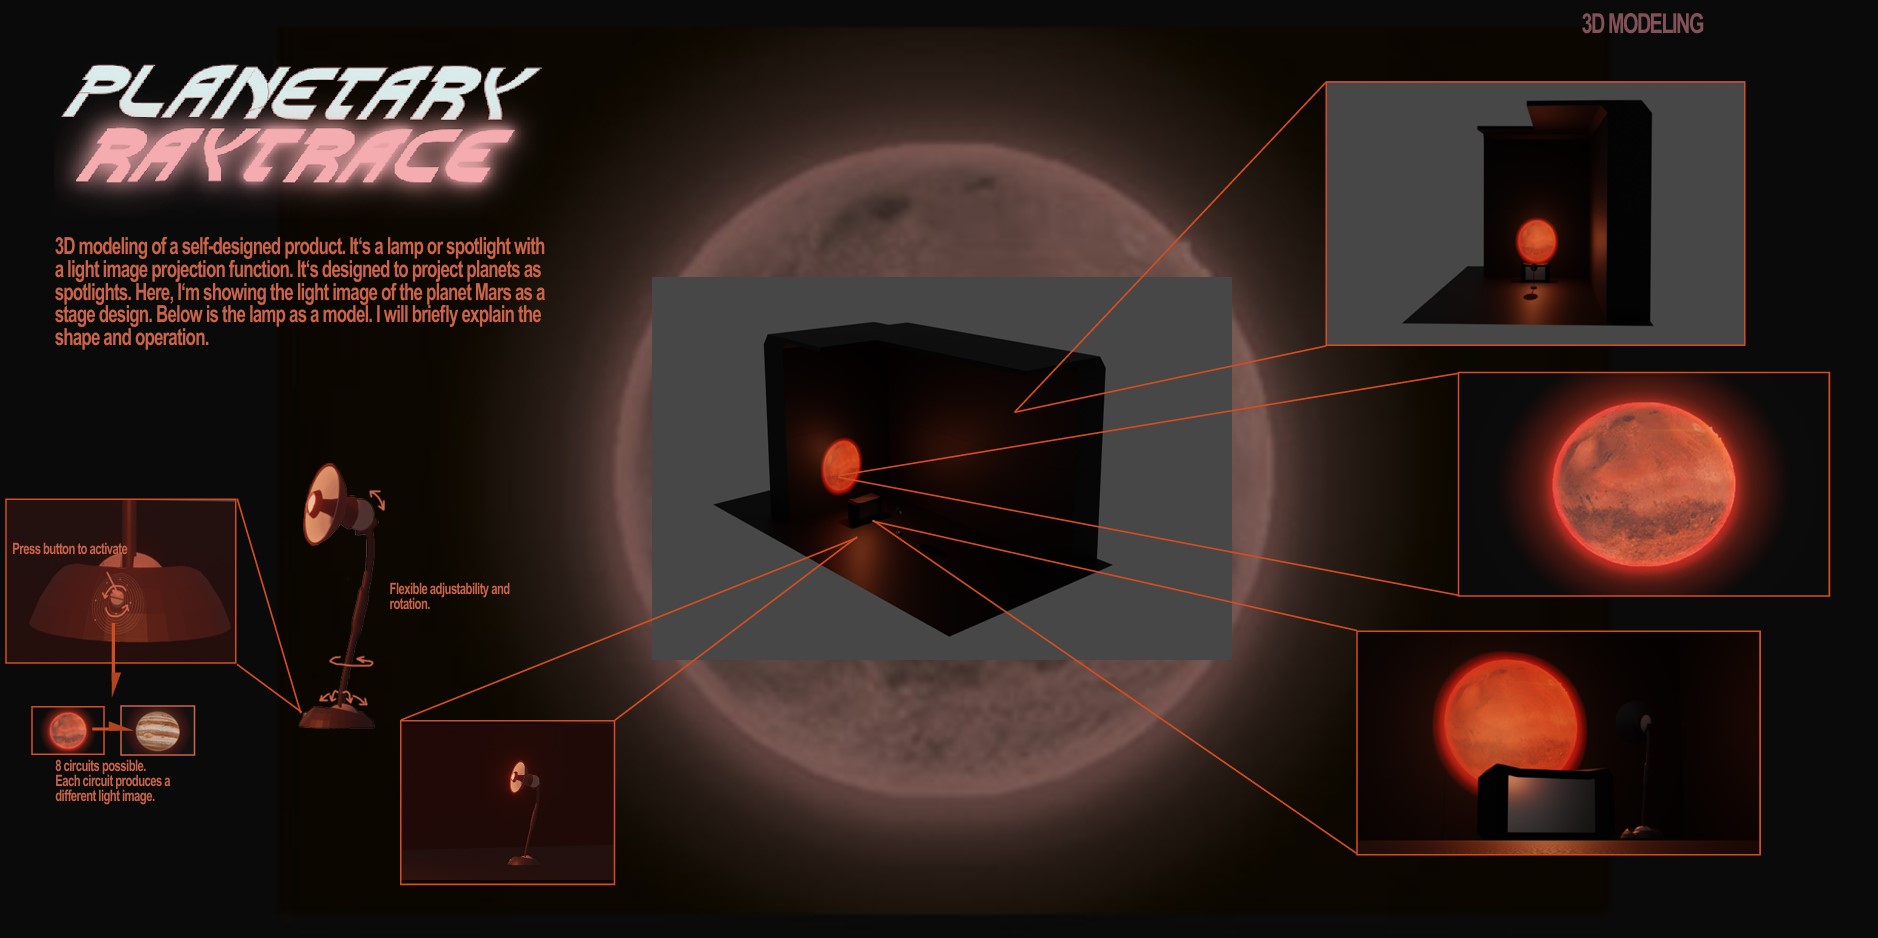 3D MODELING
PLANETARY
RAYTRACE
3D modeling of a self-designed product. It's a lamp or spotlight with
a light image projection function. It's designed to project planets as
spotlights. Here, I'm showing the light image of the planet Mars as a
stage design. Below is the lamp as a model. I will briefly explain the
shape and operation.
Press button to activate
Flexible adjustability and
rotation.
8 circuits possible.
Each circuit produces a
different light image.